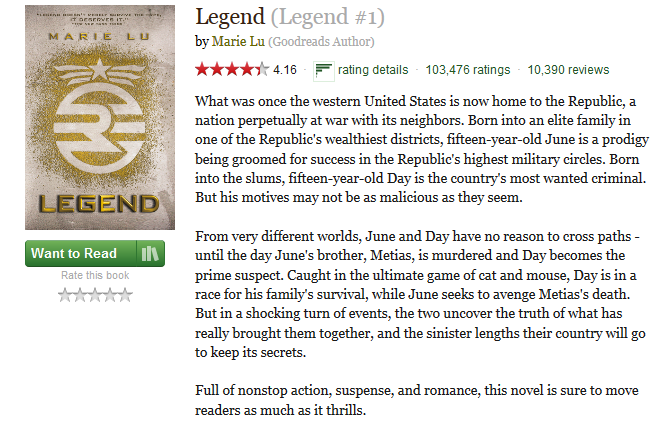 "LEGEND DOESN'T MERELY SURVIVE THE HYPE,
IT DESERVES IT."
MARIE LU
LEGEND
Want to Read
Rate this book
Legend (Legend #1)
by Marie Lu (Goodreads Author)
4.16 · rating details · 103,476 ratings · 10,390 reviews
What was once the western United States is now home to the Republic, a
nation perpetually at war with its neighbors. Born into an elite family in
one of the Republic's wealthiest districts, fifteen-year-old June is a prodigy
being groomed for success in the Republic's highest military circles. Born
into the slums, fifteen-year-old Day is the country's most wanted criminal.
But his motives may not be as malicious as they seem.
From very different worlds, June and Day have no reason to cross paths -
until the day June's brother, Metias, is murdered and Day becomes the
prime suspect. Caught in the ultimate game of cat and mouse, Day is in a
race for his family's survival, while June seeks to avenge Metias's death.
But in a shocking turn of events, the two uncover the truth of what has
really brought them together, and the sinister lengths their country will go
to keep its secrets.
Full of nonstop action, suspense, and romance, this novel is sure to move
readers as much as it thrills.